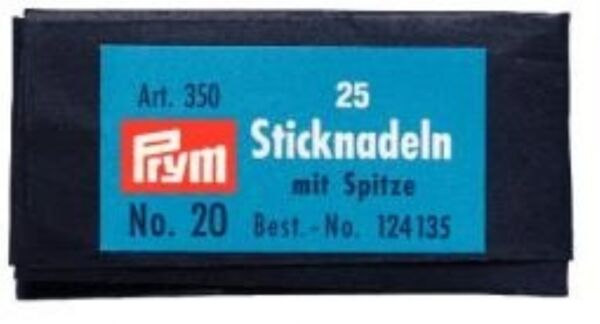 Art. 350
25
Prym
Sticknadeln
mit Spitze
No. 20
Best.-No. 124135